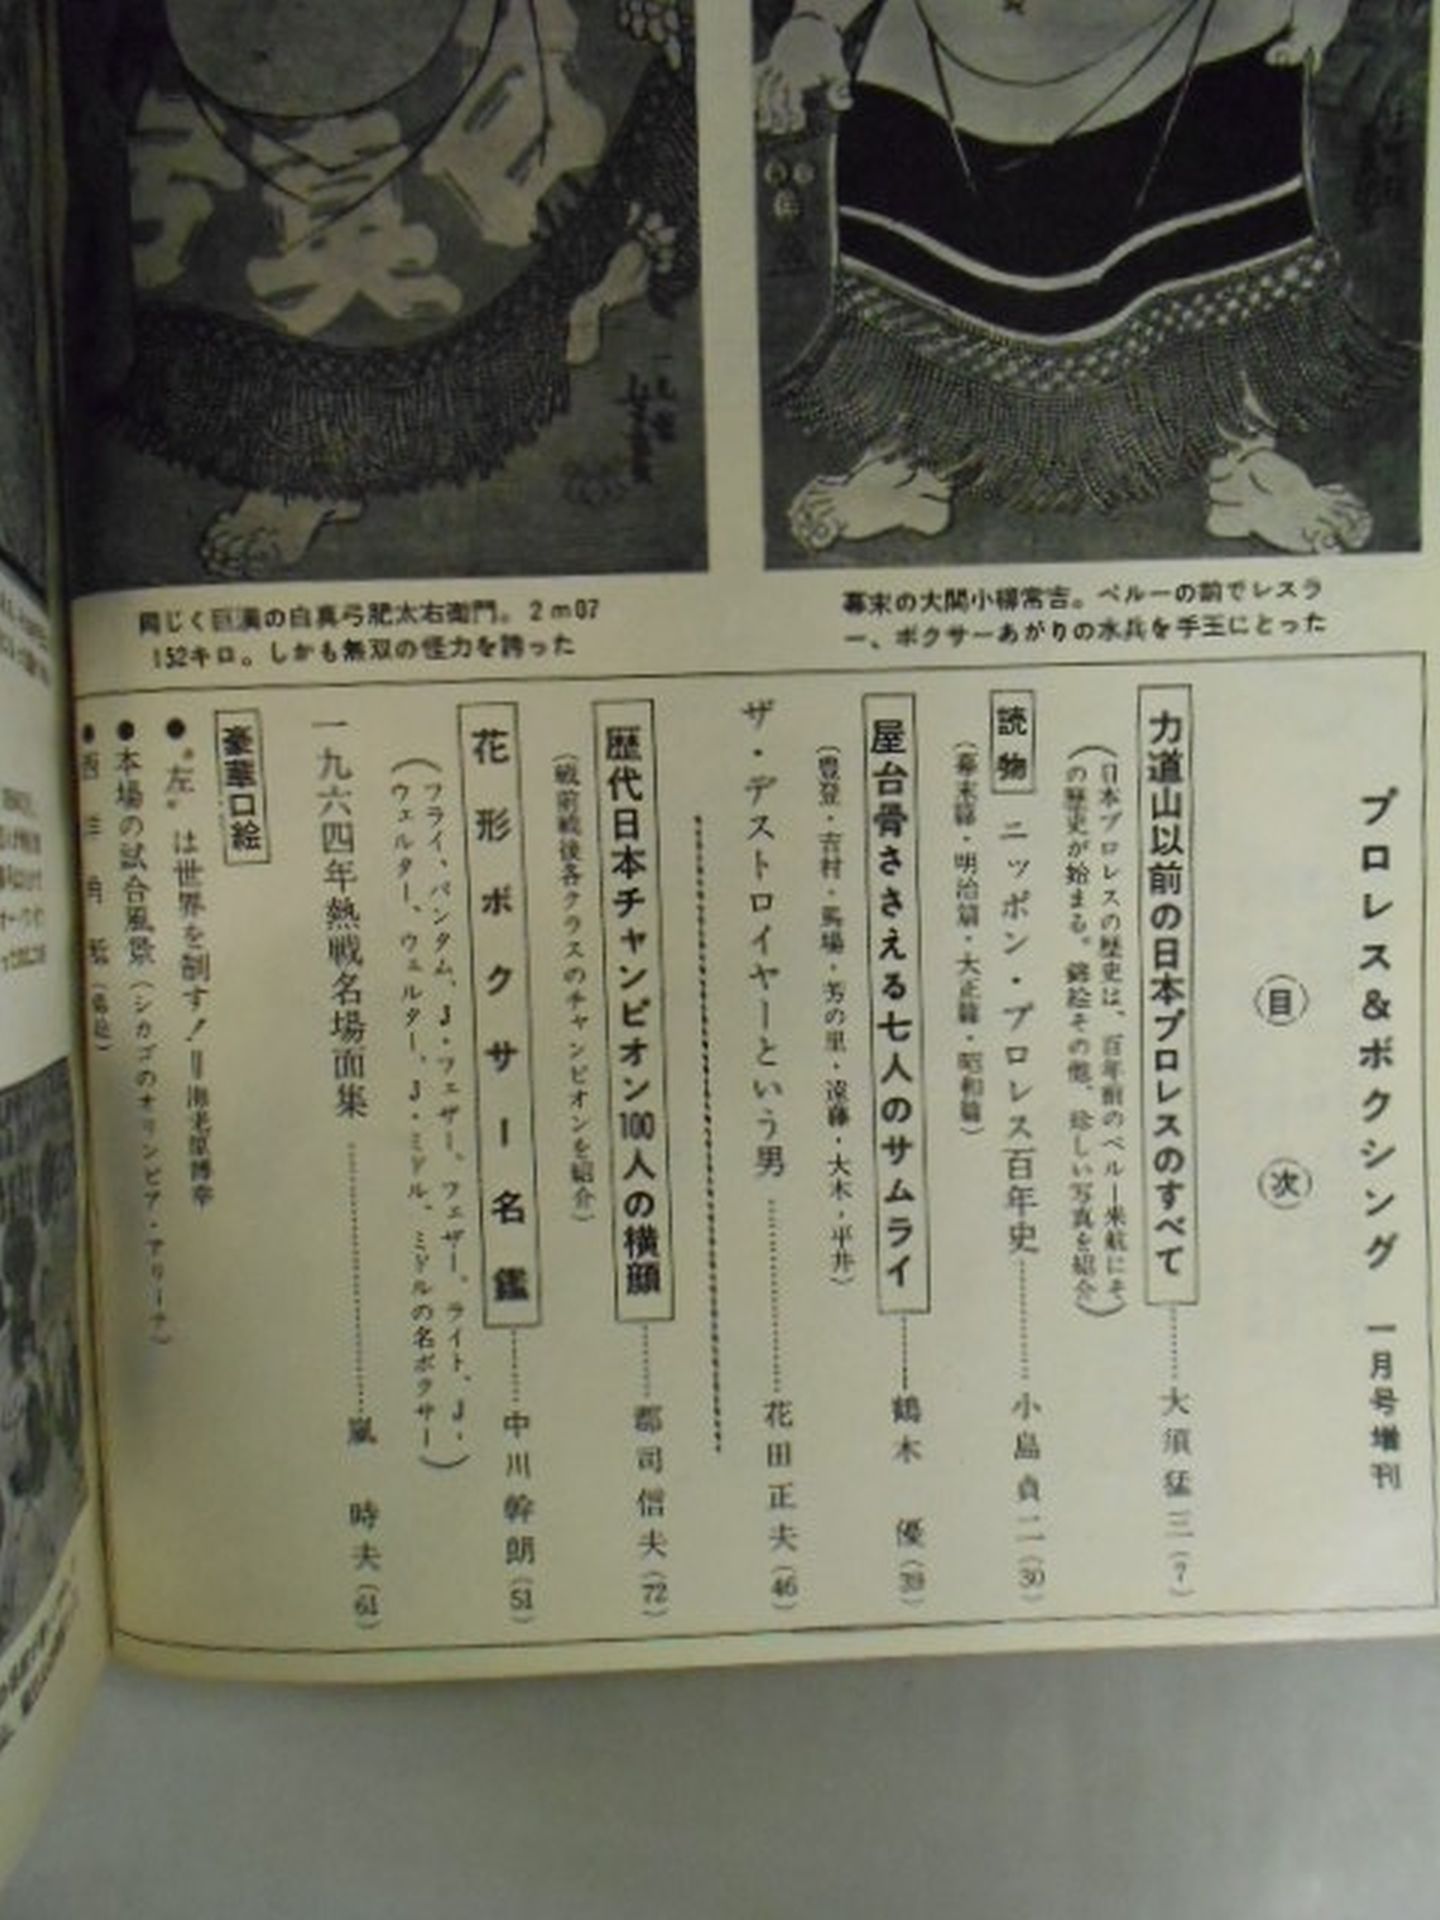 幕末の大関小柳常吉。ペルーの前でレスラ
ー、ボクサーあがりの水兵を手玉にとった
同じく巨漢の白真弓肥太右衛門。2m07
152キロ。しかも無双の怪力を誇った
プロレス&ボクシング 一月号増刊
目 次
力道山以前の日本プロレスのすべて……大須猛三(7)
(日本プロレスの歴史は、百年前のペルー来航にそ
の歴史が始まる。錦絵その他、珍しい写真を紹介)
読物 ニッポン・プロレス百年史……小島貞二(30)
(幕末篇・明治篇・大正篇・昭和篇)
屋台骨ささえる七人のサムライ……鶴木 優(39)
(豊登・吉村・馬場・芳の里・遠藤・大木・平井)
ザ・デストロイヤーという男……花田正夫(46)
歴代日本チャンピオン100人の横顔……郡司信夫(72)
(戦前戦後各クラスのチャンピオンを紹介)
花形ボクサー名鑑……中川幹朗(51)
(フライ、バンタム、J・フェザー、フェザー、ライト、J・
ウェルター、ウェルター、J・ミドル、ミドルの名ボクサー)
一九六四年熱戦名場面集……嵐 時夫(61)
豪華口絵
●"左"は世界を制す!=海老原博幸
●本場の試合風景(シカゴのオリンピア・アリーナ)